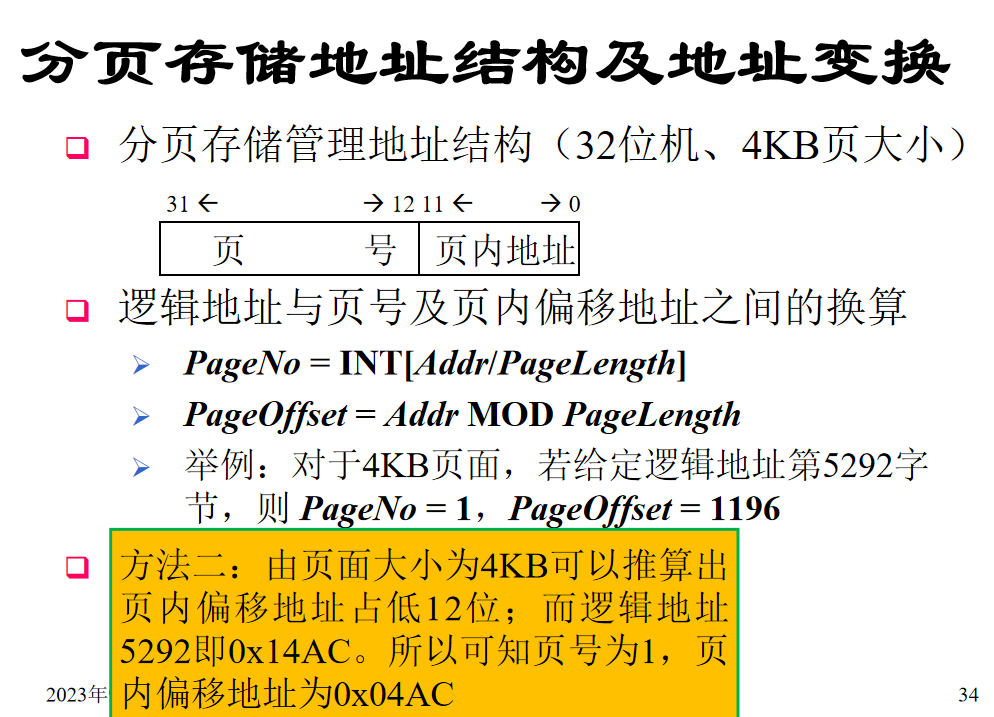 分页存储地址结构及地址变换
❑ 分页存储管理地址结构（32位机、4KB页大小）
31 ← → 12 11 ← → 0
页 号 页内地址
❑ 逻辑地址与页号及页内偏移地址之间的换算
➢ PageNo = INT[Addr/PageLength]
➢ PageOffset = Addr MOD PageLength
➢ 举例：对于4KB页面，若给定逻辑地址第5292字
节，则 PageNo = 1，PageOffset = 1196
❑ 方法二：由页面大小为4KB可以推算出
页内偏移地址占低12位；而逻辑地址
5292即0x14AC。所以可知页号为1，页
内偏移地址为0x04AC
2023年
34